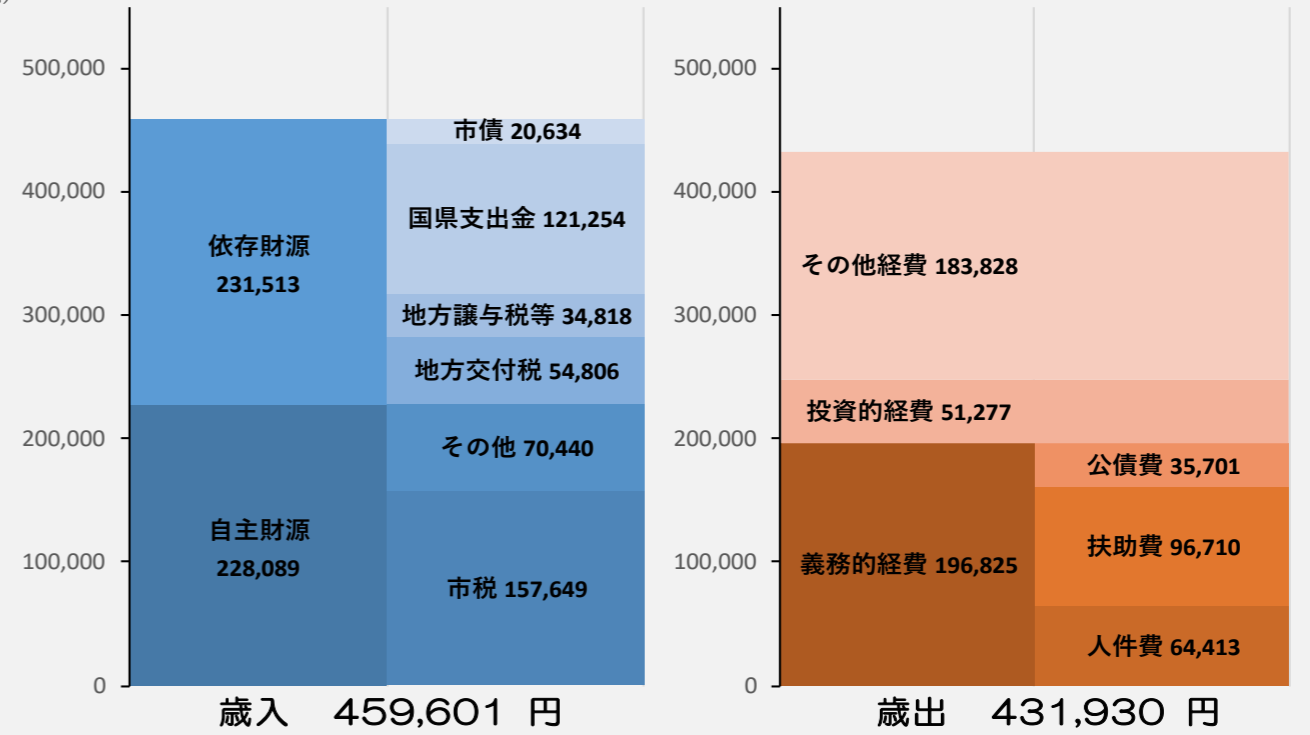 500,000
400,000
300,000
200,000
100,000
0
市債 20,634
国県支出金 121,254
依存財源
231,513
地方譲与税等 34,818
地方交付税 54,806
その他 70,440
自主財源
228,089
市税 157,649
歳入 459,601 円
500,000
400,000
300,000
200,000
100,000
0
その他経費 183,828
投資的経費 51,277
公債費 35,701
義務的経費 196,825
扶助費 96,710
人件費 64,413
歳出 431,930 円